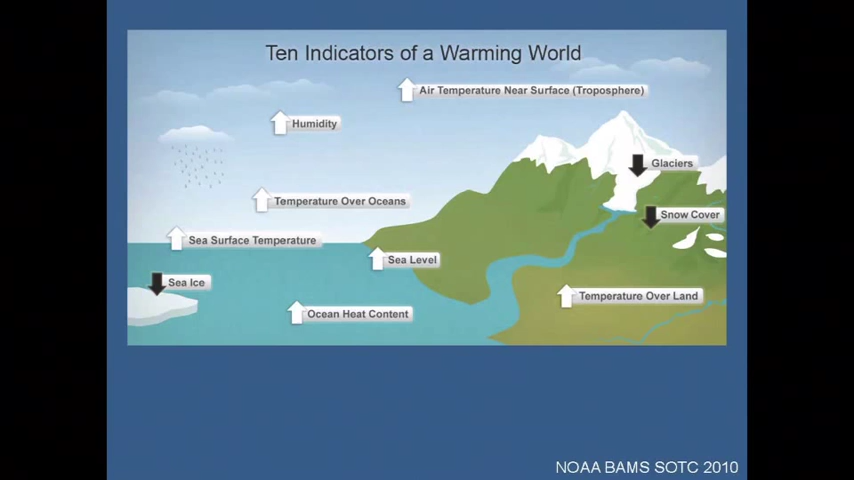 Ten Indicators of a Warming World
Air Temperature Near Surface (Troposphere)
Humidity
Glaciers
Temperature Over Oceans
Snow Cover
Sea Surface Temperature
Sea Level
Sea Ice
Temperature Over Land
Ocean Heat Content
NOAA BAMS SOTC 2010